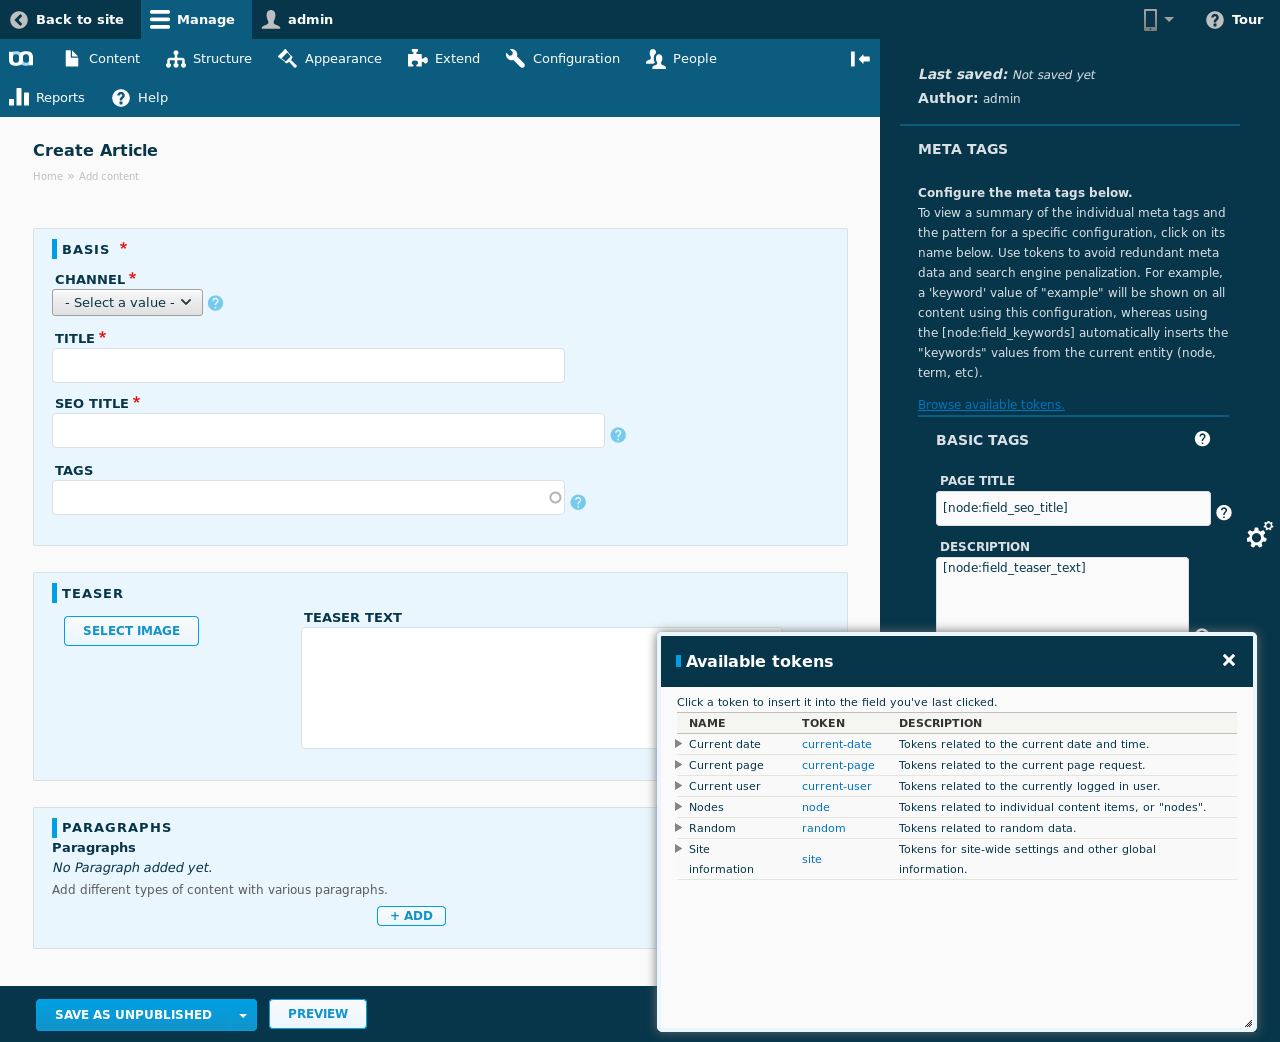 Back to site Manage admin Tour
Content Structure Appearance Extend Configuration People
Reports Help
Create Article
Home » Add content
BASIS *
CHANNEL *
- Select a value -
TITLE *
SEO TITLE *
TAGS
TEASER
SELECT IMAGE
TEASER TEXT
PARAGRAPHS
Paragraphs
No Paragraph added yet.
Add different types of content with various paragraphs.
+ ADD
SAVE AS UNPUBLISHED
PREVIEW
Last saved: Not saved yet
Author: admin
META TAGS
Configure the meta tags below.
To view a summary of the individual meta tags and
the pattern for a specific configuration, click on its
name below. Use tokens to avoid redundant meta
data and search engine penalization. For example,
a 'keyword' value of "example" will be shown on all
content using this configuration, whereas using
the [node:field_keywords] automatically inserts the
"keywords" values from the current entity (node,
term, etc).
Browse available tokens.
BASIC TAGS
PAGE TITLE
[node:field_seo_title]
DESCRIPTION
[node:field_teaser_text]
Available tokens
Click a token to insert it into the field you've last clicked.
NAME TOKEN DESCRIPTION
Current date current-date Tokens related to the current date and time.
Current page current-page Tokens related to the current page request.
Current user current-user Tokens related to the currently logged in user.
Nodes node Tokens related to individual content items, or "nodes".
Random random Tokens related to random data.
Site information site Tokens for site-wide settings and other global
information.